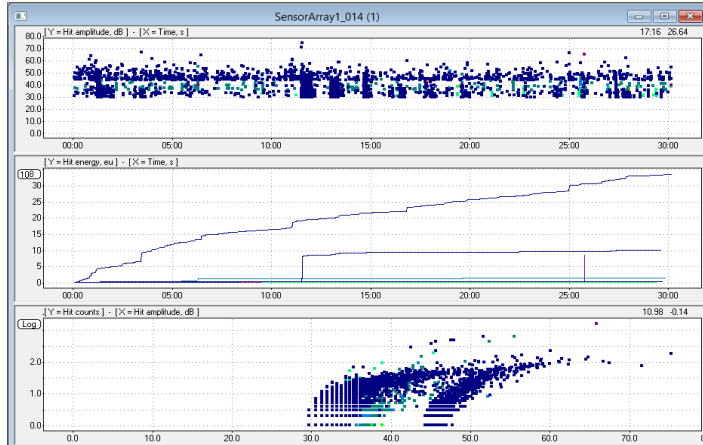 SensorArray1_014 (1)
[ Y = Hit amplitude, dB ] - [ X = Time, s ] 17:16 26.64
80.0
70.0
60.0
50.0
40.0
30.0
20.0
10.0
0.0
00:00 05:00 10:00 15:00 20:00 25:00 30:00
[ Y = Hit energy, eu ] - [ X = Time, s ]
108
30
25
20
15
10
5
0
00:00 05:00 10:00 15:00 20:00 25:00 30:00
[ Y = Hit counts ] - [ X = Hit amplitude, dB ] 10.98 -0.14
Log
2.0
1.0
0.0
0.0 10.0 20.0 30.0 40.0 50.0 60.0 70.0 8